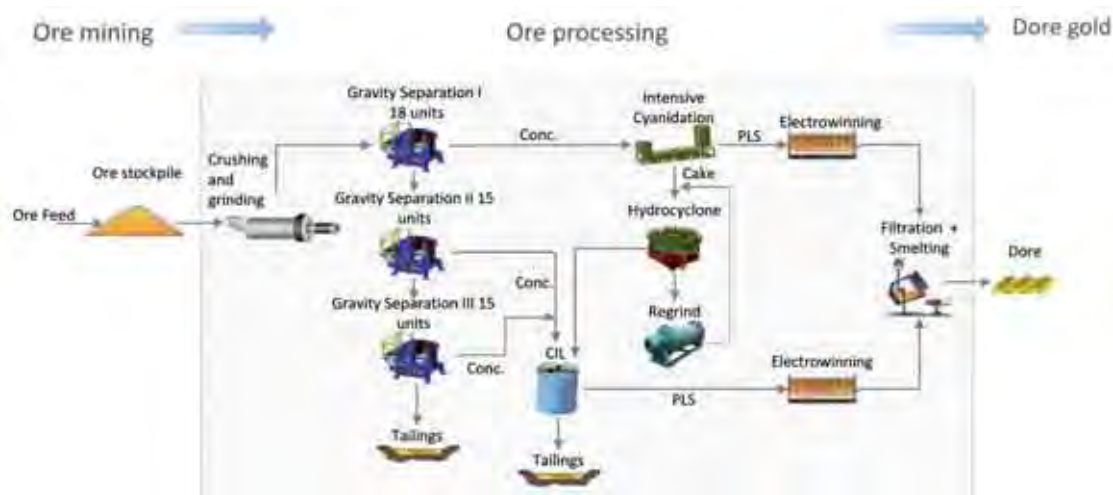 Ore mining
Ore processing
Dore gold
Gravity Separation I
18 units
Intensive
Cyanidation
Electrowinning
Conc.
PLS
Crushing
and
grinding
Ore stockpile
Cake
Gravity Separation ii 15
units
Hydrocyclone
Ore Feed
Filtration +
Smelting
Dore
Conc.
Gravity Separation III 15
units
Regrind
CIL
Conc.
Electrowinning
PLS
Tailings
Tailings